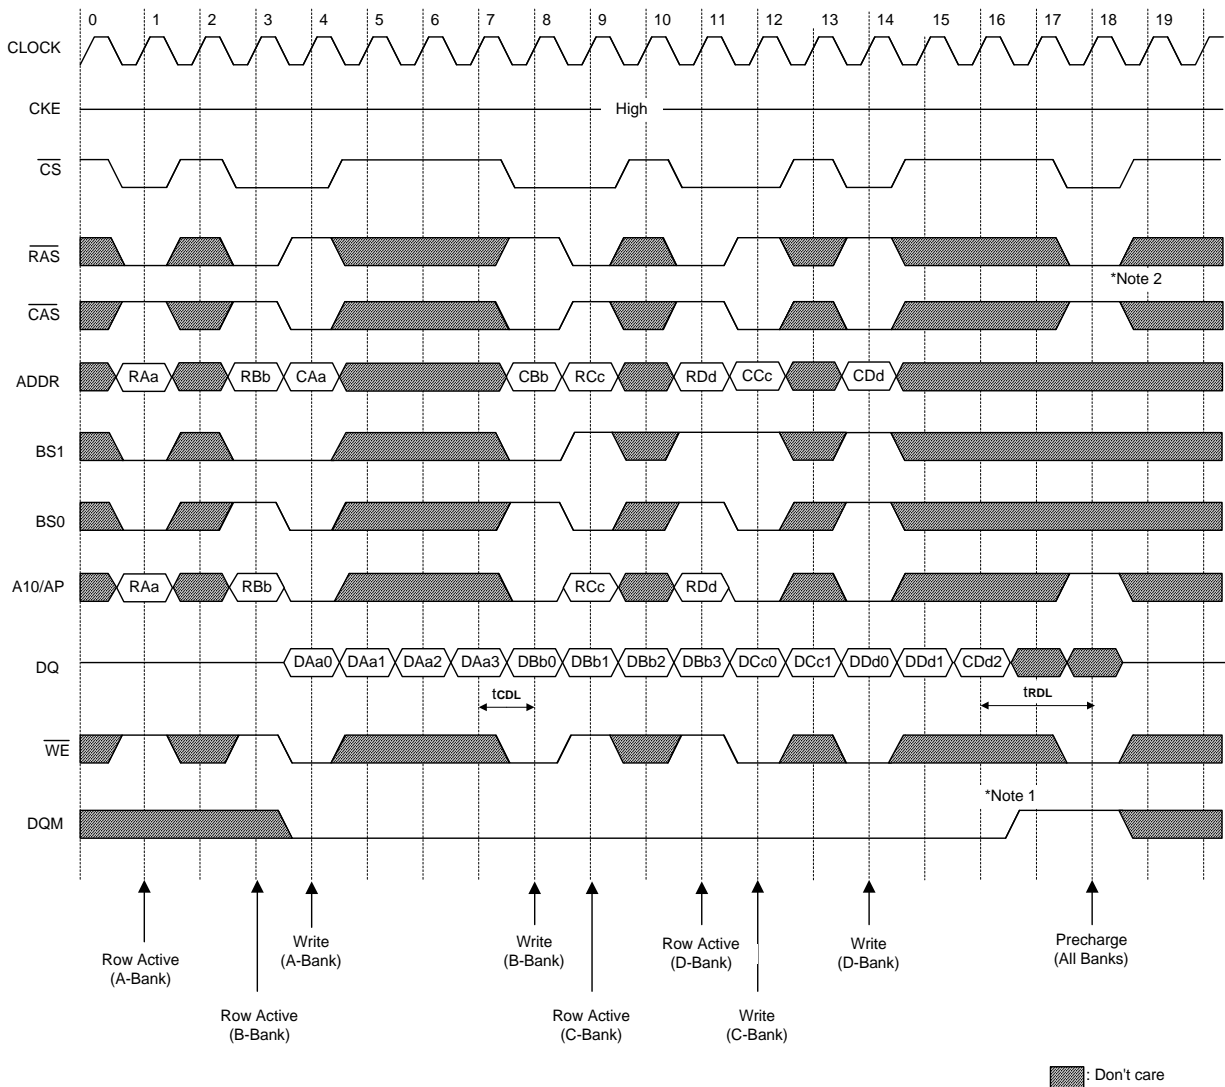 0 1 2 3 4 5 6 7 8 9 10 11 12 13 14 15 16 17 18 19
CLOCK
CKE High
CS
RAS
*Note 2
CAS
ADDR RAa RBb CAa CBb RCc RDd CCc CDd
BS1
BS0
A10/AP RAa RBb RCc RDd
DQ DAa0 DAa1 DAa2 DAa3 DBb0 DBb1 DBb2 DBb3 DCc0 DCc1 DDd0 DDd1 CDd2
tCDL tRDL
WE
*Note 1
DQM
Row Active
(A-Bank)
Row Active
(B-Bank)
Write
(A-Bank)
Write
(B-Bank)
Row Active
(C-Bank)
Row Active
(D-Bank)
Write
(C-Bank)
Write
(D-Bank)
Precharge
(All Banks)
: Don't care